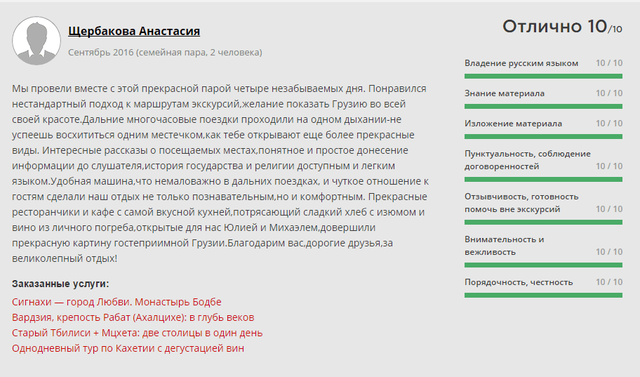 Щербакова Анастасия
Сентябрь 2016 (семейная пара, 2 человека)
Мы провели вместе с этой прекрасной парой четыре незабываемых дня. Понравился
нестандартный подход к маршрутам экскурсий,желание показать Грузию во всей
своей красоте.Дальние многочасовые поездки проходили на одном дыхании-не
успеешь восхититься одним местечком,как тебе открывают еще более прекрасные
виды. Интересные рассказы о посещаемых местах,понятное и простое донесение
информации до слушателя,история государства и религии доступным и легким
языком.Удобная машина,что немаловажно в дальних поездках, и чуткое отношение к
гостям сделали наш отдых не только познавательным,но и комфортным. Прекрасные
ресторанчики и кафе с самой вкусной кухней,потрясающий сладкий хлеб с изюмом и
вино из личного погреба,открытые для нас Юлией и Михаэлем,довершили
прекрасную картину гостеприимной Грузии.Благодарим вас,дорогие друзья,за
великолепный отдых!
Заказанные услуги:
Сигнахи — город Любви. Монастырь Бодбе
Вардзия, крепость Рабат (Ахалцихе): в глубь веков
Старый Тбилиси + Мцхета: две столицы в один день
Однодневный тур по Кахетии с дегустацией вин
Отлично 10/10
Владение русским языком 10 / 10
Знание материала 10 / 10
Изложение материала 10 / 10
Пунктуальность, соблюдение
договоренностей 10 / 10
Отзывчивость, готовность
помочь вне экскурсий 10 / 10
Внимательность и
вежливость 10 / 10
Порядочность, честность 10 / 10